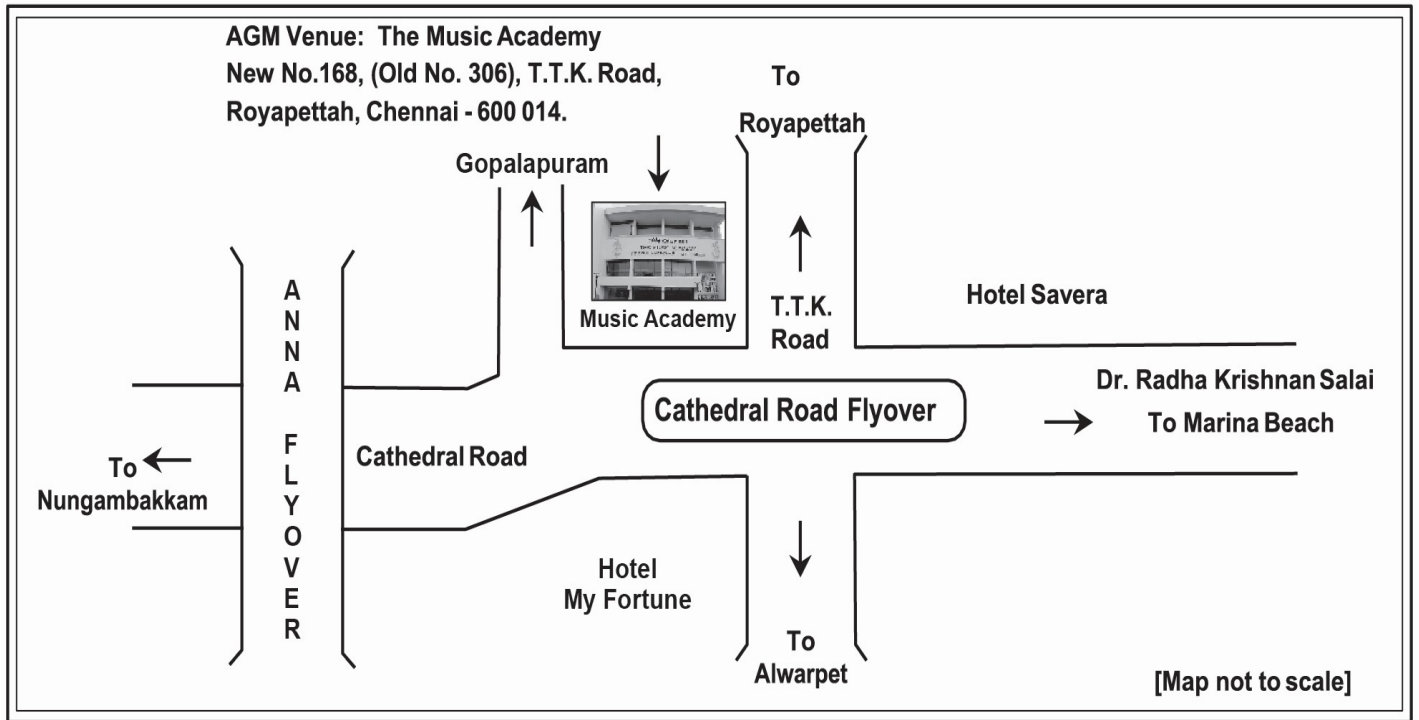 AGM Venue: The Music Academy
New No.168, (Old No. 306), T.T.K. Road,
Royapettah, Chennai - 600 014.
To
Royapettah
Gopalapuram
Music Academy
T.T.K.
Road
Hotel Savera
ANNA FLYOVER
Cathedral Road Flyover
Dr. Radha Krishnan Salai
To Marina Beach
Cathedral Road
To
Nungambakkam
Hotel
My Fortune
To
Alwarpet
[Map not to scale]